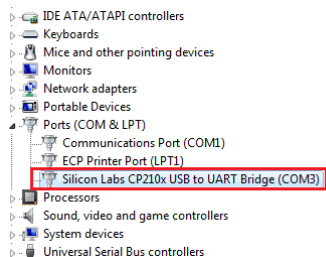 IDE ATA/ATAPI controllers
Keyboards
Mice and other pointing devices
Monitors
Network adapters
Portable Devices
Ports (COM & LPT)
Communications Port (COM1)
ECP Printer Port (LPT1)
Silicon Labs CP210x USB to UART Bridge (COM3)
Processors
Sound, video and game controllers
System devices
Universal Serial Bus controllers